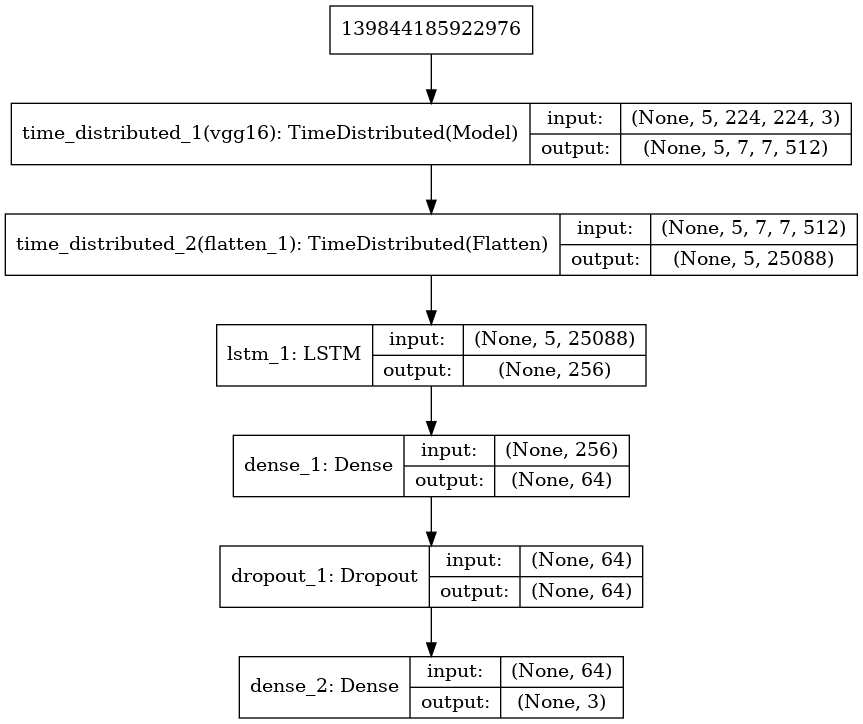 139844185922976
time_distributed_1(vgg16): TimeDistributed(Model)
input: (None, 5, 224, 224, 3)
output: (None, 5, 7, 7, 512)
time_distributed_2(flatten_1): TimeDistributed(Flatten)
input: (None, 5, 7, 7, 512)
output: (None, 5, 25088)
lstm_1: LSTM
input: (None, 5, 25088)
output: (None, 256)
dense_1: Dense
input: (None, 256)
output: (None, 64)
dropout_1: Dropout
input: (None, 64)
output: (None, 64)
dense_2: Dense
input: (None, 64)
output: (None, 3)